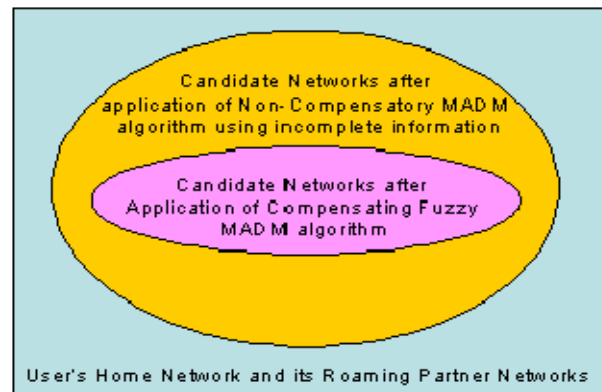 Candidate Networks after
application of Non-Compensatory MADM
algorithm using incomplete information
Candidate Networks after
Application of Compensating Fuzzy
MADM algorithm
User's Home Network and its Roaming Partner Networks